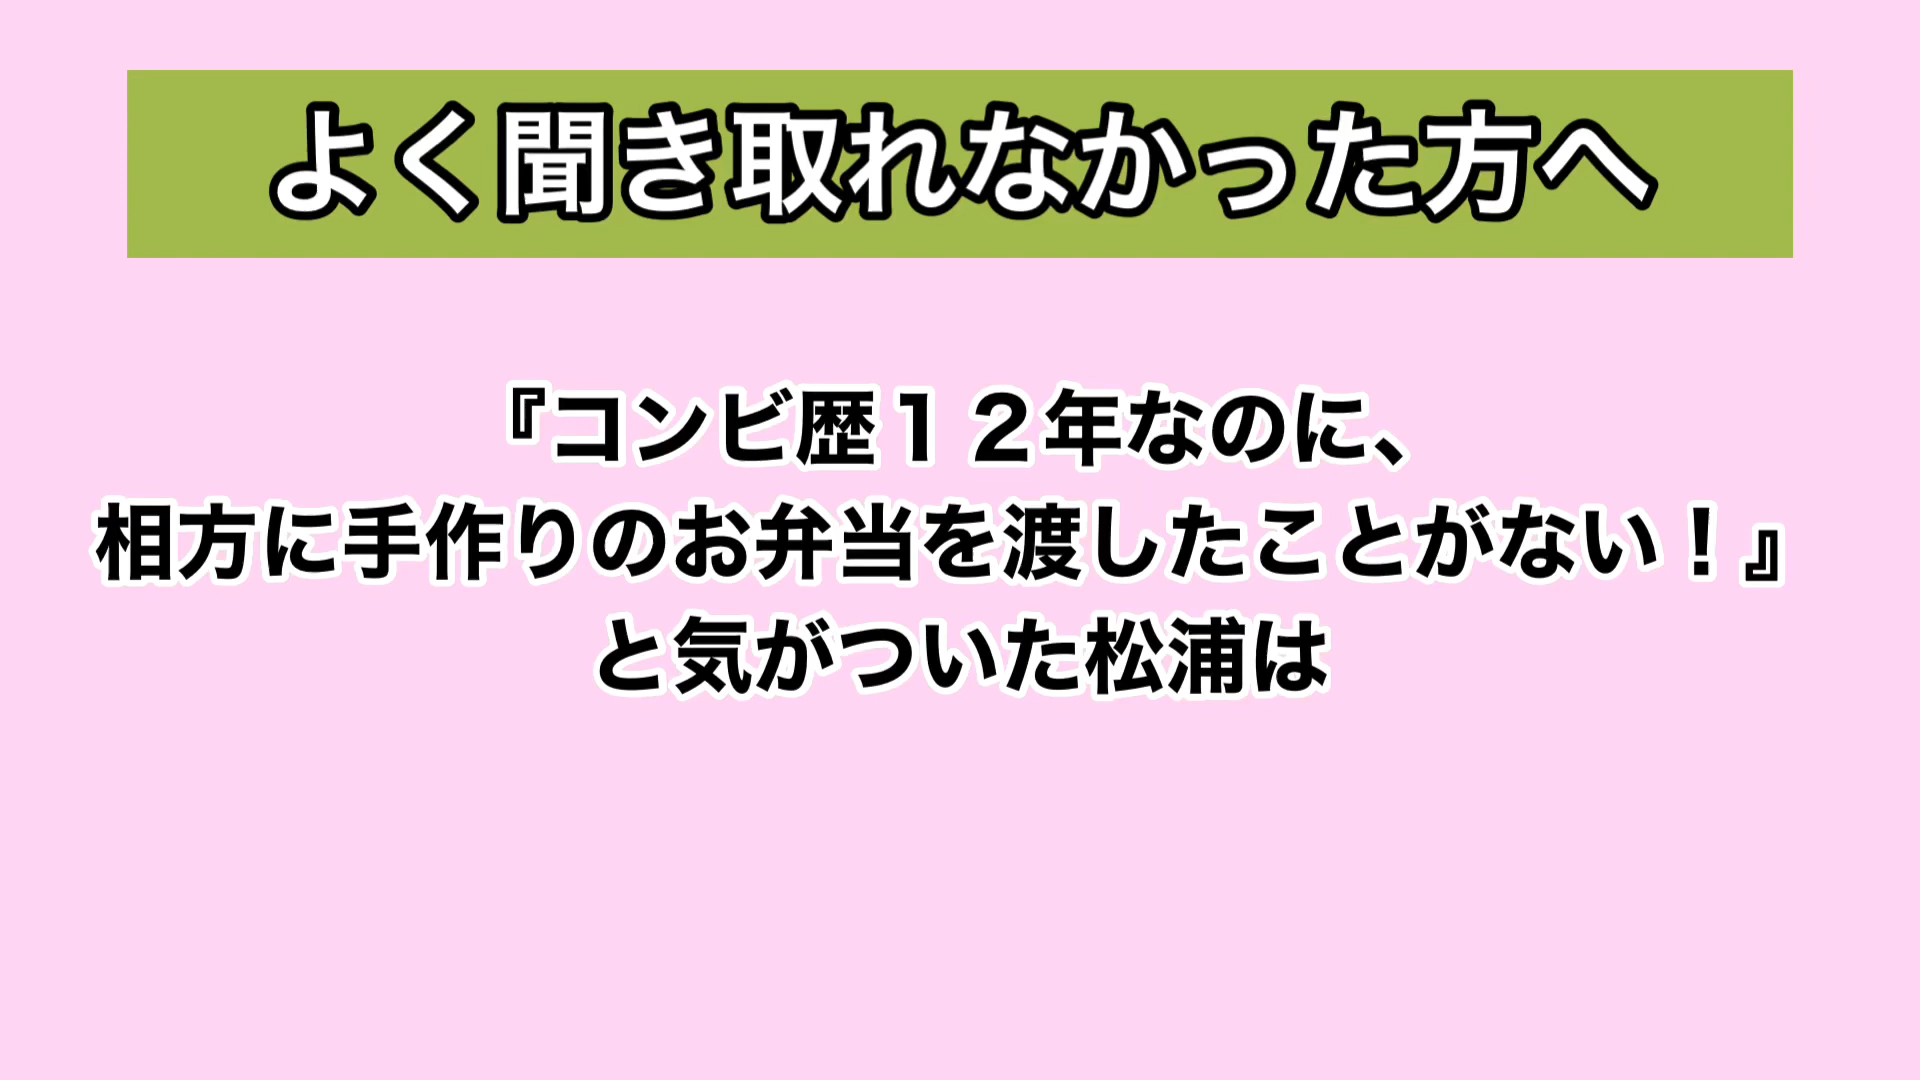 よく聞き取れなかった方へ
『コンビ歴１２年なのに、
相方に手作りのお弁当を渡したことがない！』
と気がついた松浦は